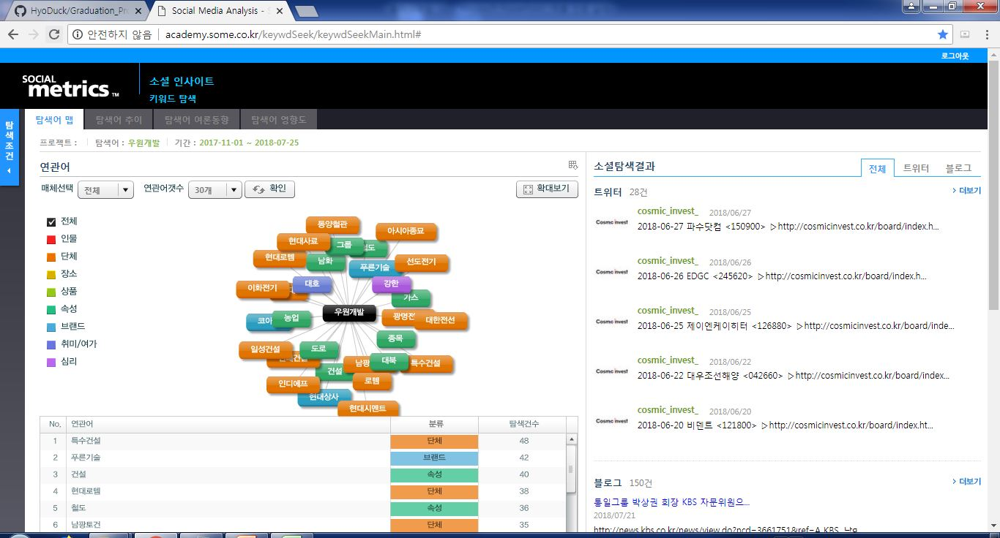 HyoDuck/Graduation_Pro
Social Media Analysis - S
안전하지 않음 | academy.some.co.kr/keywdSeek/keywdSeekMain.html#
로그아웃
SOCIAL metrics TM
소셜 인사이트
키워드 탐색
탐색조건
탐색어 맵 탐색어 추이 탐색어 여론동향 탐색어 영향도
프로젝트 : 탐색어 : 우원개발 기간 : 2017-11-01 ~ 2018-07-25
연관어
매체선택 전체 연관어갯수 30개 확인 확대보기
전체
인물
단체
장소
상품
속성
브랜드
취미/여가
심리
동양철관
아시아종묘
현대사료
그룹
현대로템
남화
푸른기술
선도전기
대호
강한
이화전기
가스
우원개발
코아
농업
광명전
대한전선
종목
일성건설
도로
남광
대북
특수건설
건설
인디에프
로템
현대상사
현대시멘트
No. 연관어 분류 탐색건수
1 특수건설 단체 48
2 푸른기술 브랜드 42
3 건설 속성 40
4 현대로템 단체 38
5 철도 속성 36
6 남광토건 단체 35
소셜탐색결과
전체 트위터 블로그
트위터 28건 > 더보기
Cosmic invest
cosmic_invest_ 2018/06/27
2018-06-27 파수닷컴 <150900> ▷http://cosmicinvest.co.kr/board/index.h...
Cosmic invest
cosmic_invest_ 2018/06/26
2018-06-26 EDGC <245620> ▷http://cosmicinvest.co.kr/board/index.h...
Cosmic invest
cosmic_invest_ 2018/06/25
2018-06-25 제이엔케이히터 <126880> ▷http://cosmicinvest.co.kr/board/inde...
Cosmic invest
cosmic_invest_ 2018/06/22
2018-06-22 대우조선해양 <042660> ▷http://cosmicinvest.co.kr/board/index...
Cosmic invest
cosmic_invest_ 2018/06/20
2018-06-20 비덴트 <121800> ▷http://cosmicinvest.co.kr/board/index.ht...
블로그 150건 > 더보기
통일그룹 박상권 회장 KBS 자문위원으...
2018/07/21
http://news.kbs.co.kr/news/view.do?ncd=3661751&ref=A KBS